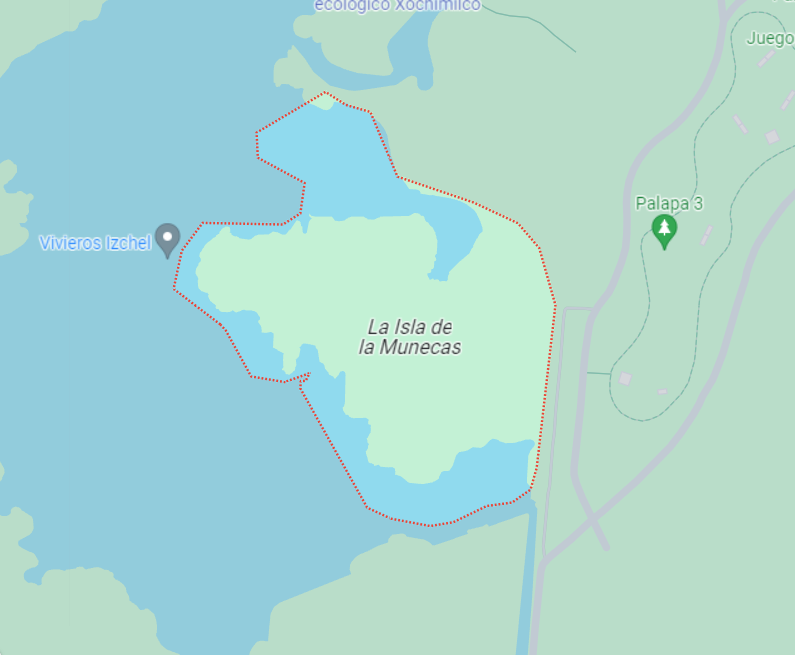 ecológico Xochimilco
Juego
Palapa 3
Vivieros Izchel
La Isla de
la Munecas